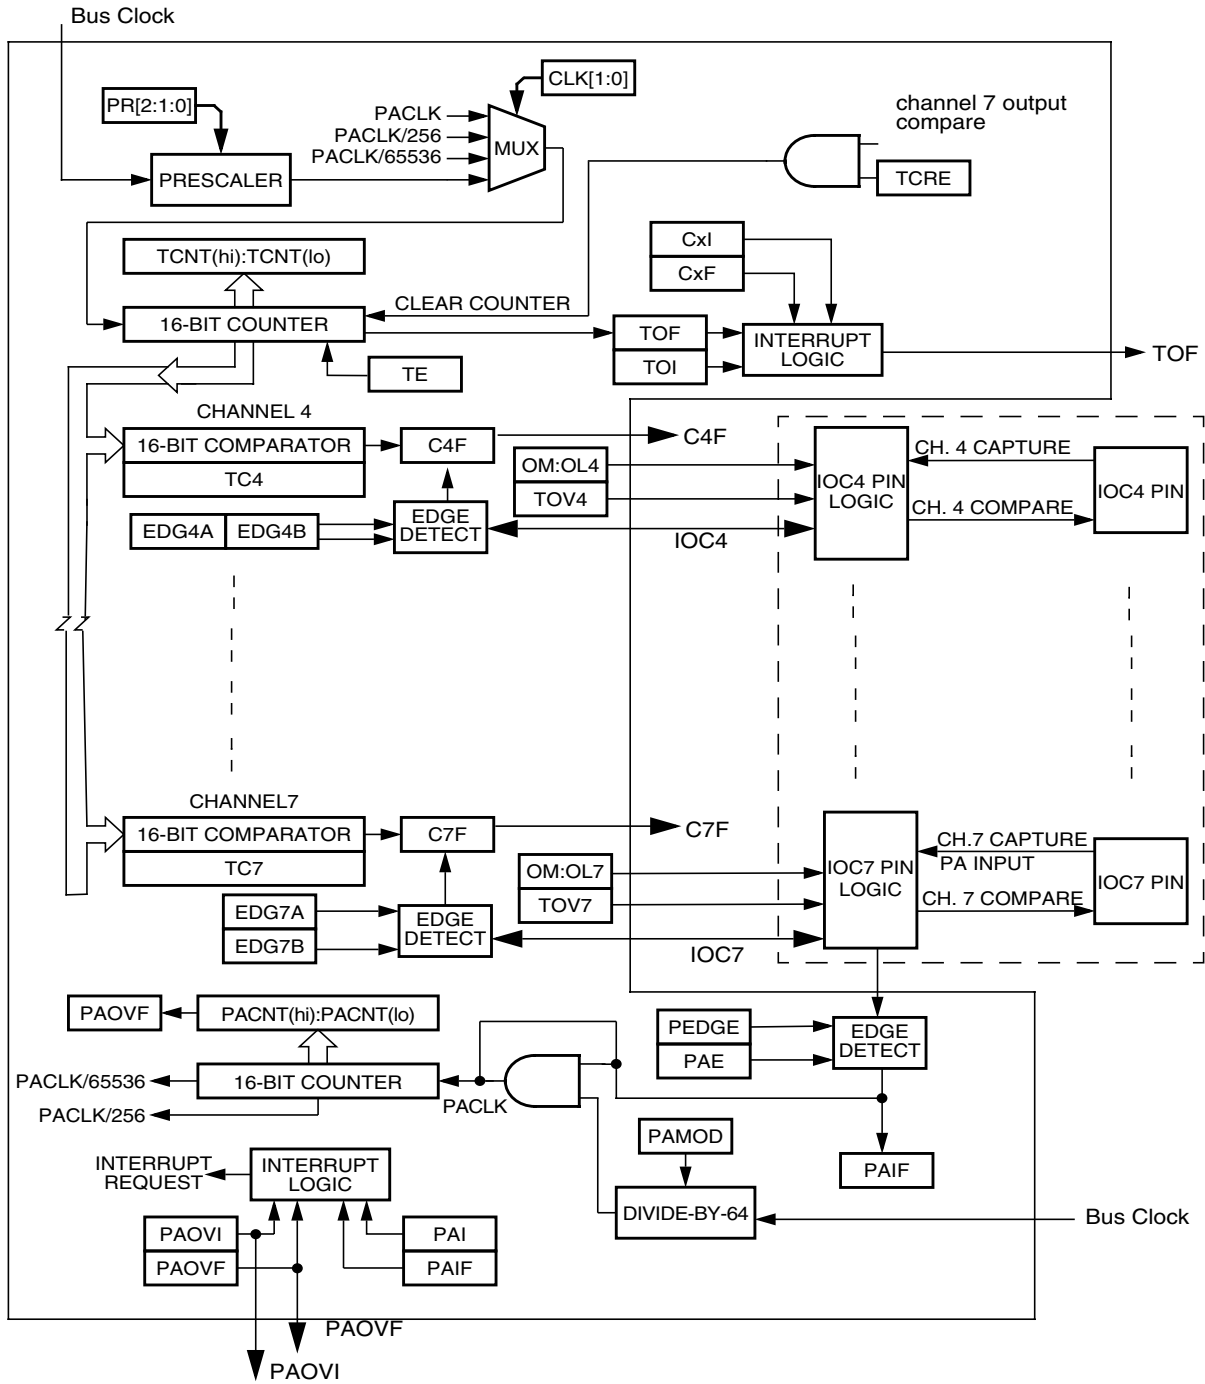 Bus Clock
PR[2:1:0]
CLK[1:0]
PACLK
PACLK/256
PACLK/65536
MUX
PRESCALER
channel 7 output
compare
TCRE
TCNT(hi):TCNT(lo)
CxI
CxF
CLEAR COUNTER
16-BIT COUNTER
TOF
TOI
INTERRUPT
LOGIC
TOF
TE
CHANNEL 4
16-BIT COMPARATOR
TC4
C4F
C4F
EDG4A
EDG4B
EDGE
DETECT
OM:OL4
TOV4
IOC4
IOC4 PIN
LOGIC
CH. 4 CAPTURE
CH. 4 COMPARE
IOC4 PIN
CHANNEL7
16-BIT COMPARATOR
TC7
C7F
C7F
EDG7A
EDG7B
EDGE
DETECT
OM:OL7
TOV7
IOC7
IOC7 PIN
LOGIC
CH.7 CAPTURE
PA INPUT
CH. 7 COMPARE
IOC7 PIN
PAOVF
PACNT(hi):PACNT(lo)
PACLK/65536
16-BIT COUNTER
PACLK/256
PACLK
PEDGE
PAE
EDGE
DETECT
PAMOD
PAIF
DIVIDE-BY-64
Bus Clock
INTERRUPT
REQUEST
INTERRUPT
LOGIC
PAOVI
PAOVF
PAI
PAIF
PAOVF
PAOVI